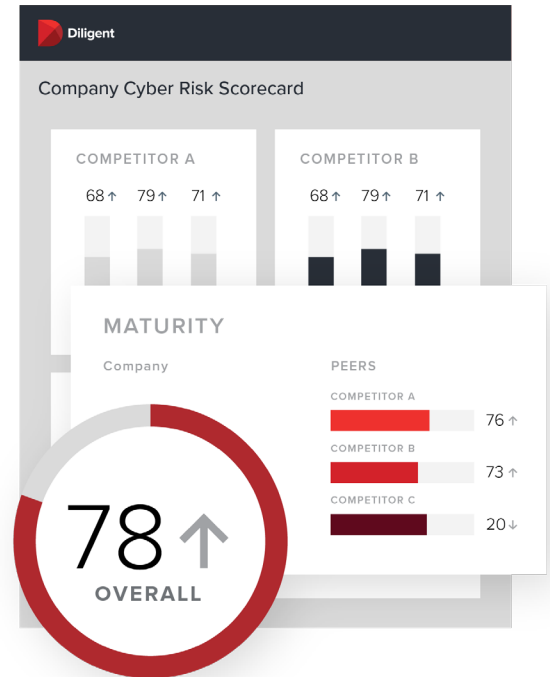 Diligent
Company Cyber Risk Scorecard
COMPETITOR A
68↑ 79↑ 71↑
COMPETITOR B
68↑ 79↑ 71↑
MATURITY
Company
78↑
OVERALL
PEERS
COMPETITOR A
76↑
COMPETITOR B
73↑
COMPETITOR C
20↓